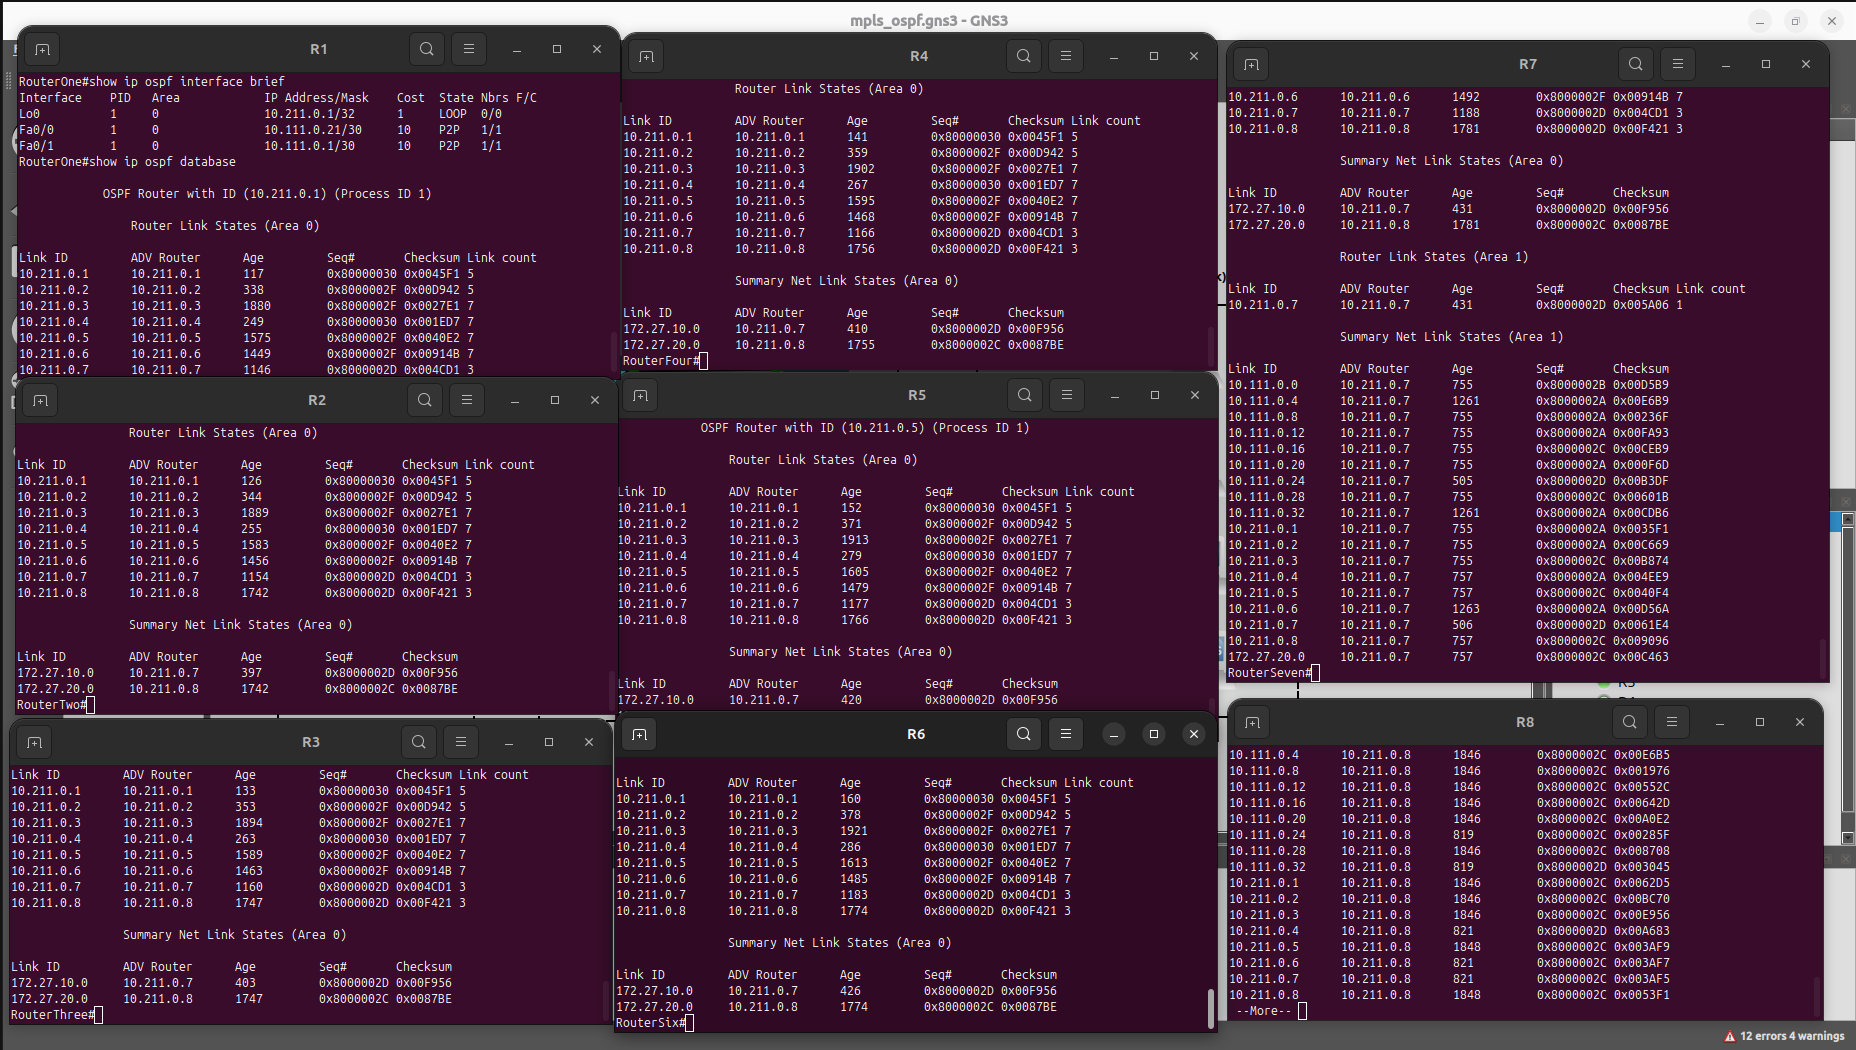 mpls_ospf.gns3 - GNS3
R1
RouterOne#show ip ospf interface brief
Interface    PID   Area            IP Address/Mask    Cost  State Nbrs F/C
Lo0          1     0               10.211.0.1/32      1     LOOP  0/0
Fa0/0        1     0               10.111.0.21/30     10    P2P   1/1
Fa0/1        1     0               10.111.0.1/30      10    P2P   1/1
RouterOne#show ip ospf database
OSPF Router with ID (10.211.0.1) (Process ID 1)
Router Link States (Area 0)
Link ID         ADV Router      Age         Seq#       Checksum Link count
10.211.0.1      10.211.0.1      117         0x80000030 0x0045F1 5
10.211.0.2      10.211.0.2      338         0x8000002F 0x00D942 5
10.211.0.3      10.211.0.3      1880        0x8000002F 0x0027E1 7
10.211.0.4      10.211.0.4      249         0x80000030 0x001ED7 7
10.211.0.5      10.211.0.5      1575        0x8000002F 0x0040E2 7
10.211.0.6      10.211.0.6      1449        0x8000002F 0x00914B 7
10.211.0.7      10.211.0.7      1146        0x8000002D 0x004CD1 3
R2
Router Link States (Area 0)
Link ID         ADV Router      Age         Seq#       Checksum Link count
10.211.0.1      10.211.0.1      126         0x80000030 0x0045F1 5
10.211.0.2      10.211.0.2      344         0x8000002F 0x00D942 5
10.211.0.3      10.211.0.3      1889        0x8000002F 0x0027E1 7
10.211.0.4      10.211.0.4      255         0x80000030 0x001ED7 7
10.211.0.5      10.211.0.5      1583        0x8000002F 0x0040E2 7
10.211.0.6      10.211.0.6      1456        0x8000002F 0x00914B 7
10.211.0.7      10.211.0.7      1154        0x8000002D 0x004CD1 3
10.211.0.8      10.211.0.8      1742        0x8000002D 0x00F421 3
Summary Net Link States (Area 0)
Link ID         ADV Router      Age         Seq#       Checksum
172.27.10.0     10.211.0.7      397         0x8000002D 0x00F956
172.27.20.0     10.211.0.8      1742        0x8000002C 0x0087BE
RouterTwo#
R3
Link ID         ADV Router      Age         Seq#       Checksum Link count
10.211.0.1      10.211.0.1      133         0x80000030 0x0045F1 5
10.211.0.2      10.211.0.2      353         0x8000002F 0x00D942 5
10.211.0.3      10.211.0.3      1894        0x8000002F 0x0027E1 7
10.211.0.4      10.211.0.4      263         0x80000030 0x001ED7 7
10.211.0.5      10.211.0.5      1589        0x8000002F 0x0040E2 7
10.211.0.6      10.211.0.6      1463        0x8000002F 0x00914B 7
10.211.0.7      10.211.0.7      1160        0x8000002D 0x004CD1 3
10.211.0.8      10.211.0.8      1747        0x8000002D 0x00F421 3
Summary Net Link States (Area 0)
Link ID         ADV Router      Age         Seq#       Checksum
172.27.10.0     10.211.0.7      403         0x8000002D 0x00F956
172.27.20.0     10.211.0.8      1747        0x8000002C 0x0087BE
RouterThree#
R4
Router Link States (Area 0)
Link ID         ADV Router      Age         Seq#       Checksum Link count
10.211.0.1      10.211.0.1      141         0x80000030 0x0045F1 5
10.211.0.2      10.211.0.2      359         0x8000002F 0x00D942 5
10.211.0.3      10.211.0.3      1902        0x8000002F 0x0027E1 7
10.211.0.4      10.211.0.4      267         0x80000030 0x001ED7 7
10.211.0.5      10.211.0.5      1595        0x8000002F 0x0040E2 7
10.211.0.6      10.211.0.6      1468        0x8000002F 0x00914B 7
10.211.0.7      10.211.0.7      1166        0x8000002D 0x004CD1 3
10.211.0.8      10.211.0.8      1756        0x8000002D 0x00F421 3
Summary Net Link States (Area 0)
Link ID         ADV Router      Age         Seq#       Checksum
172.27.10.0     10.211.0.7      410         0x8000002D 0x00F956
172.27.20.0     10.211.0.8      1755        0x8000002C 0x0087BE
RouterFour#
R5
OSPF Router with ID (10.211.0.5) (Process ID 1)
Router Link States (Area 0)
Link ID         ADV Router      Age         Seq#       Checksum Link count
10.211.0.1      10.211.0.1      152         0x80000030 0x0045F1 5
10.211.0.2      10.211.0.2      371         0x8000002F 0x00D942 5
10.211.0.3      10.211.0.3      1913        0x8000002F 0x0027E1 7
10.211.0.4      10.211.0.4      279         0x80000030 0x001ED7 7
10.211.0.5      10.211.0.5      1605        0x8000002F 0x0040E2 7
10.211.0.6      10.211.0.6      1479        0x8000002F 0x00914B 7
10.211.0.7      10.211.0.7      1177        0x8000002D 0x004CD1 3
10.211.0.8      10.211.0.8      1766        0x8000002D 0x00F421 3
Summary Net Link States (Area 0)
Link ID         ADV Router      Age         Seq#       Checksum
172.27.10.0     10.211.0.7      420         0x8000002D 0x00F956
R6
Link ID         ADV Router      Age         Seq#       Checksum Link count
10.211.0.1      10.211.0.1      160         0x80000030 0x0045F1 5
10.211.0.2      10.211.0.2      378         0x8000002F 0x00D942 5
10.211.0.3      10.211.0.3      1921        0x8000002F 0x0027E1 7
10.211.0.4      10.211.0.4      286         0x80000030 0x001ED7 7
10.211.0.5      10.211.0.5      1613        0x8000002F 0x0040E2 7
10.211.0.6      10.211.0.6      1485        0x8000002F 0x00914B 7
10.211.0.7      10.211.0.7      1183        0x8000002D 0x004CD1 3
10.211.0.8      10.211.0.8      1774        0x8000002D 0x00F421 3
Summary Net Link States (Area 0)
Link ID         ADV Router      Age         Seq#       Checksum
172.27.10.0     10.211.0.7      426         0x8000002D 0x00F956
172.27.20.0     10.211.0.8      1774        0x8000002C 0x0087BE
RouterSix#
R7
10.211.0.6      10.211.0.6      1492        0x8000002F 0x00914B 7
10.211.0.7      10.211.0.7      1188        0x8000002D 0x004CD1 3
10.211.0.8      10.211.0.8      1781        0x8000002D 0x00F421 3
Summary Net Link States (Area 0)
Link ID         ADV Router      Age         Seq#       Checksum
172.27.10.0     10.211.0.7      431         0x8000002D 0x00F956
172.27.20.0     10.211.0.8      1781        0x8000002C 0x0087BE
Router Link States (Area 1)
Link ID         ADV Router      Age         Seq#       Checksum Link count
10.211.0.7      10.211.0.7      431         0x8000002D 0x005A06 1
Summary Net Link States (Area 1)
Link ID         ADV Router      Age         Seq#       Checksum
10.111.0.0      10.211.0.7      755         0x8000002B 0x00D5B9
10.111.0.4      10.211.0.7      1261        0x8000002A 0x00E6B9
10.111.0.8      10.211.0.7      755         0x8000002A 0x00236F
10.111.0.12     10.211.0.7      755         0x8000002A 0x00FA93
10.111.0.16     10.211.0.7      755         0x8000002C 0x00CEB9
10.111.0.20     10.211.0.7      755         0x8000002A 0x000F6D
10.111.0.24     10.211.0.7      505         0x8000002D 0x00B3DF
10.111.0.28     10.211.0.7      755         0x8000002C 0x00601B
10.111.0.32     10.211.0.7      1261        0x8000002A 0x00CDB6
10.211.0.1      10.211.0.7      755         0x8000002A 0x0035F1
10.211.0.2      10.211.0.7      755         0x8000002A 0x00C669
10.211.0.3      10.211.0.7      755         0x8000002A 0x00B874
10.211.0.4      10.211.0.7      757         0x8000002A 0x004EE9
10.211.0.5      10.211.0.7      757         0x8000002C 0x0040F4
10.211.0.6      10.211.0.7      1263        0x8000002A 0x00D56A
10.211.0.7      10.211.0.7      506         0x8000002D 0x0061E4
10.211.0.8      10.211.0.7      757         0x8000002C 0x009096
172.27.20.0     10.211.0.7      757         0x8000002C 0x00C463
RouterSeven#
R8
10.111.0.4      10.211.0.8      1846        0x8000002C 0x00E6B5
10.111.0.8      10.211.0.8      1846        0x8000002C 0x001976
10.111.0.12     10.211.0.8      1846        0x8000002C 0x00552C
10.111.0.16     10.211.0.8      1846        0x8000002C 0x00642D
10.111.0.20     10.211.0.8      1846        0x8000002C 0x00A0E2
10.111.0.24     10.211.0.8      819         0x8000002C 0x00285F
10.111.0.28     10.211.0.8      1846        0x8000002C 0x008708
10.111.0.32     10.211.0.8      819         0x8000002D 0x003045
10.211.0.1      10.211.0.8      1846        0x8000002C 0x0062D5
10.211.0.2      10.211.0.8      1846        0x8000002C 0x00BC70
10.211.0.3      10.211.0.8      1846        0x8000002C 0x00E956
10.211.0.4      10.211.0.8      821         0x8000002D 0x00A683
10.211.0.5      10.211.0.8      1848        0x8000002C 0x003AF9
10.211.0.6      10.211.0.8      821         0x8000002C 0x003AF7
10.211.0.7      10.211.0.8      821         0x8000002C 0x003AF5
10.211.0.8      10.211.0.8      1848        0x8000002C 0x0053F1
--More--
12 errors 4 warnings